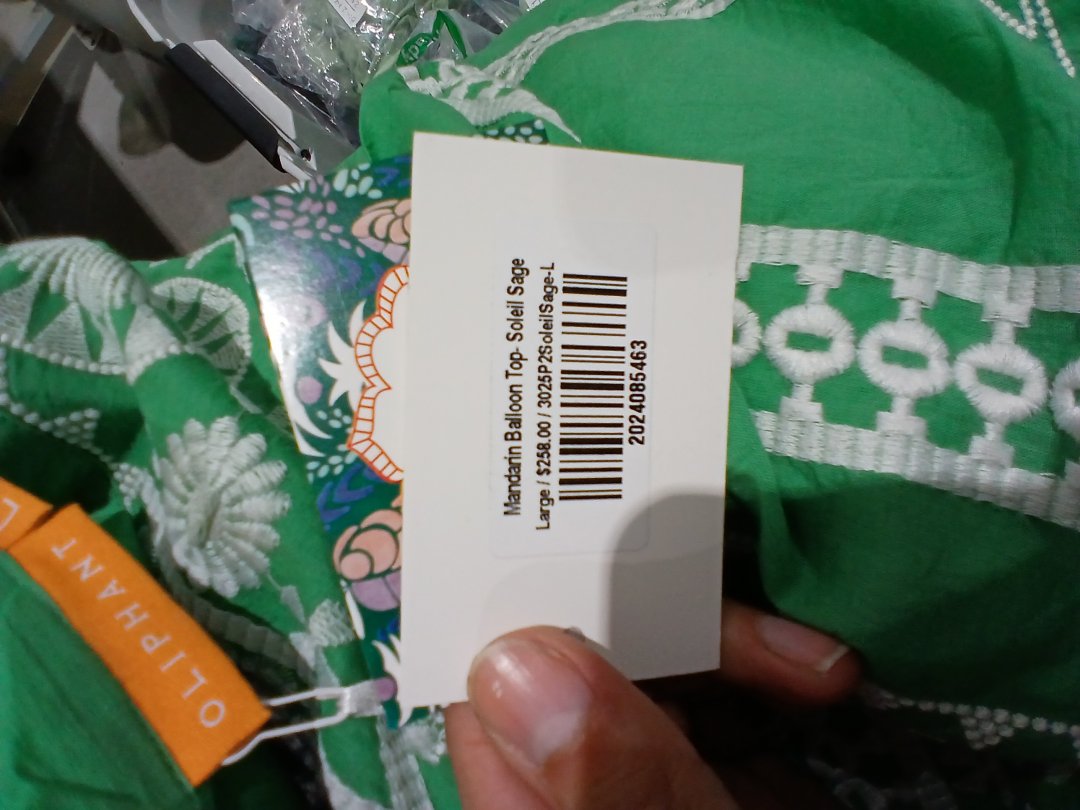 Mandarin Balloon Top- Soleil Sage
Large / $258.00 / 3025P2SoleilSage-L
2024085463
OLIPHANT
L